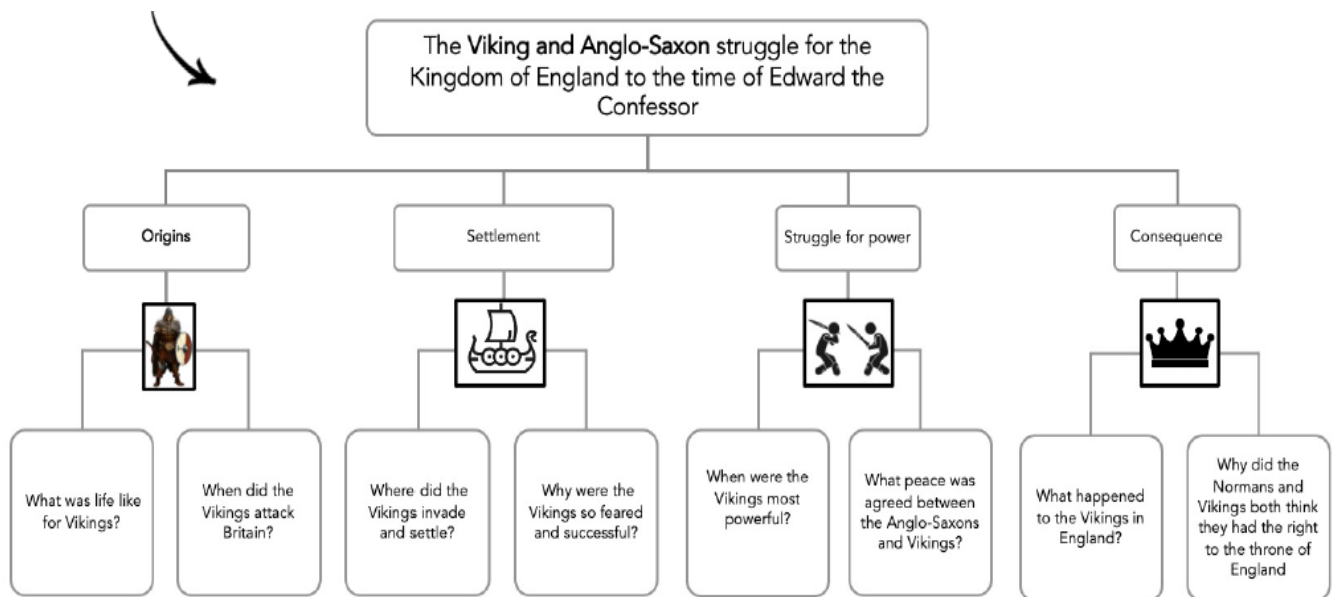 The Viking and Anglo-Saxon struggle for the
Kingdom of England to the time of Edward the
Confessor
Origins
Settlement
Struggle for power
Consequence
What was life like
for Vikings?
When did the
Vikings attack
Britain?
Where did the
Vikings invade
and settle?
Why were the
Vikings so feared
and successful?
When were the
Vikings most
powerful?
What peace was
agreed between
the Anglo-Saxons
and Vikings?
What happened
to the Vikings in
England?
Why did the
Normans and
Vikings both think
they had the right
to the throne of
England